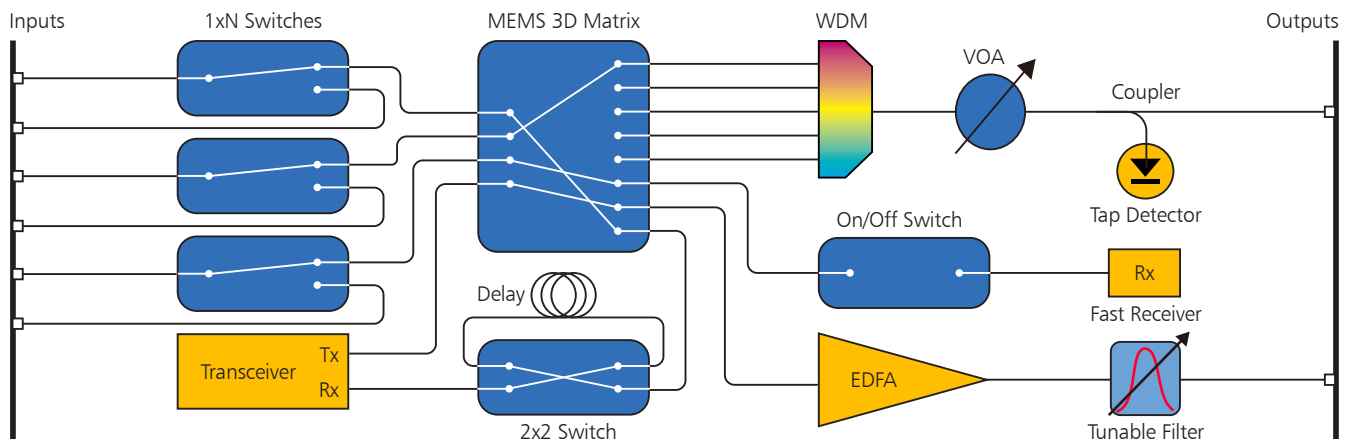 Inputs
1xN Switches
MEMS 3D Matrix
WDM
Outputs
VOA
Coupler
Tap Detector
On/Off Switch
Delay
Rx
Fast Receiver
Transceiver
Tx
Rx
EDFA
2x2 Switch
Tunable Filter